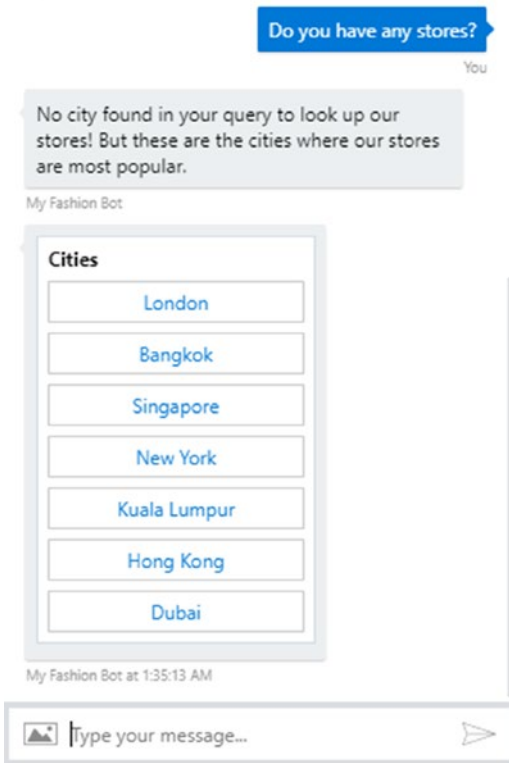 Do you have any stores?
You
No city found in your query to look up our
stores! But these are the cities where our stores
are most popular.
My Fashion Bot
Cities
London
Bangkok
Singapore
New York
Kuala Lumpur
Hong Kong
Dubai
My Fashion Bot at 1:35:13 AM
Type your message...